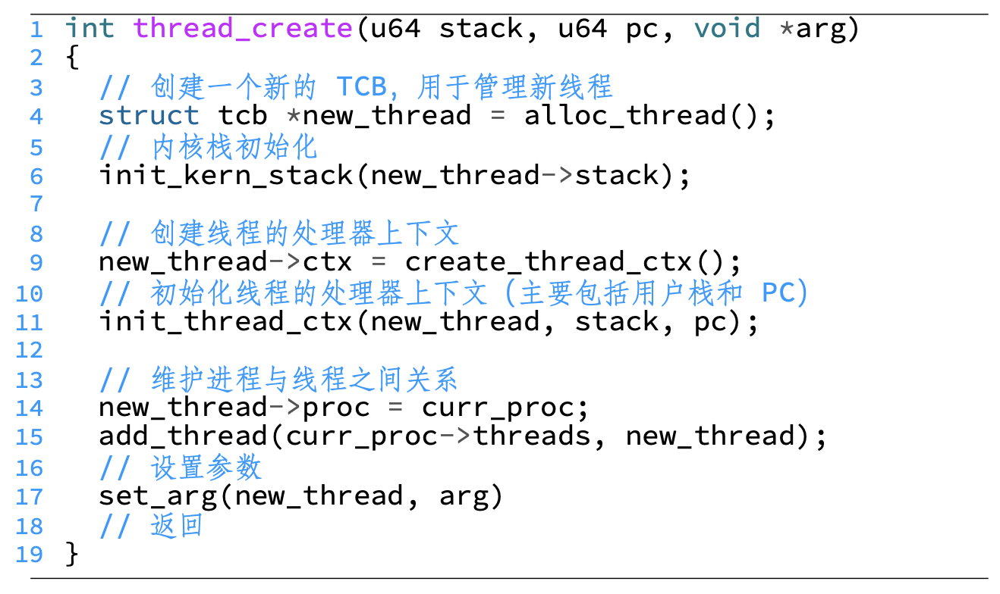 1 int thread_create(u64 stack, u64 pc, void *arg)
2 {
3 // 创建一个新的 TCB，用于管理新线程
4 struct tcb *new_thread = alloc_thread();
5 // 内核栈初始化
6 init_kern_stack(new_thread->stack);
7
8 // 创建线程的处理器上下文
9 new_thread->ctx = create_thread_ctx();
10 // 初始化线程的处理器上下文（主要包括用户栈和 PC）
11 init_thread_ctx(new_thread, stack, pc);
12
13 // 维护进程与线程之间关系
14 new_thread->proc = curr_proc;
15 add_thread(curr_proc->threads, new_thread);
16 // 设置参数
17 set_arg(new_thread, arg)
18 // 返回
19 }